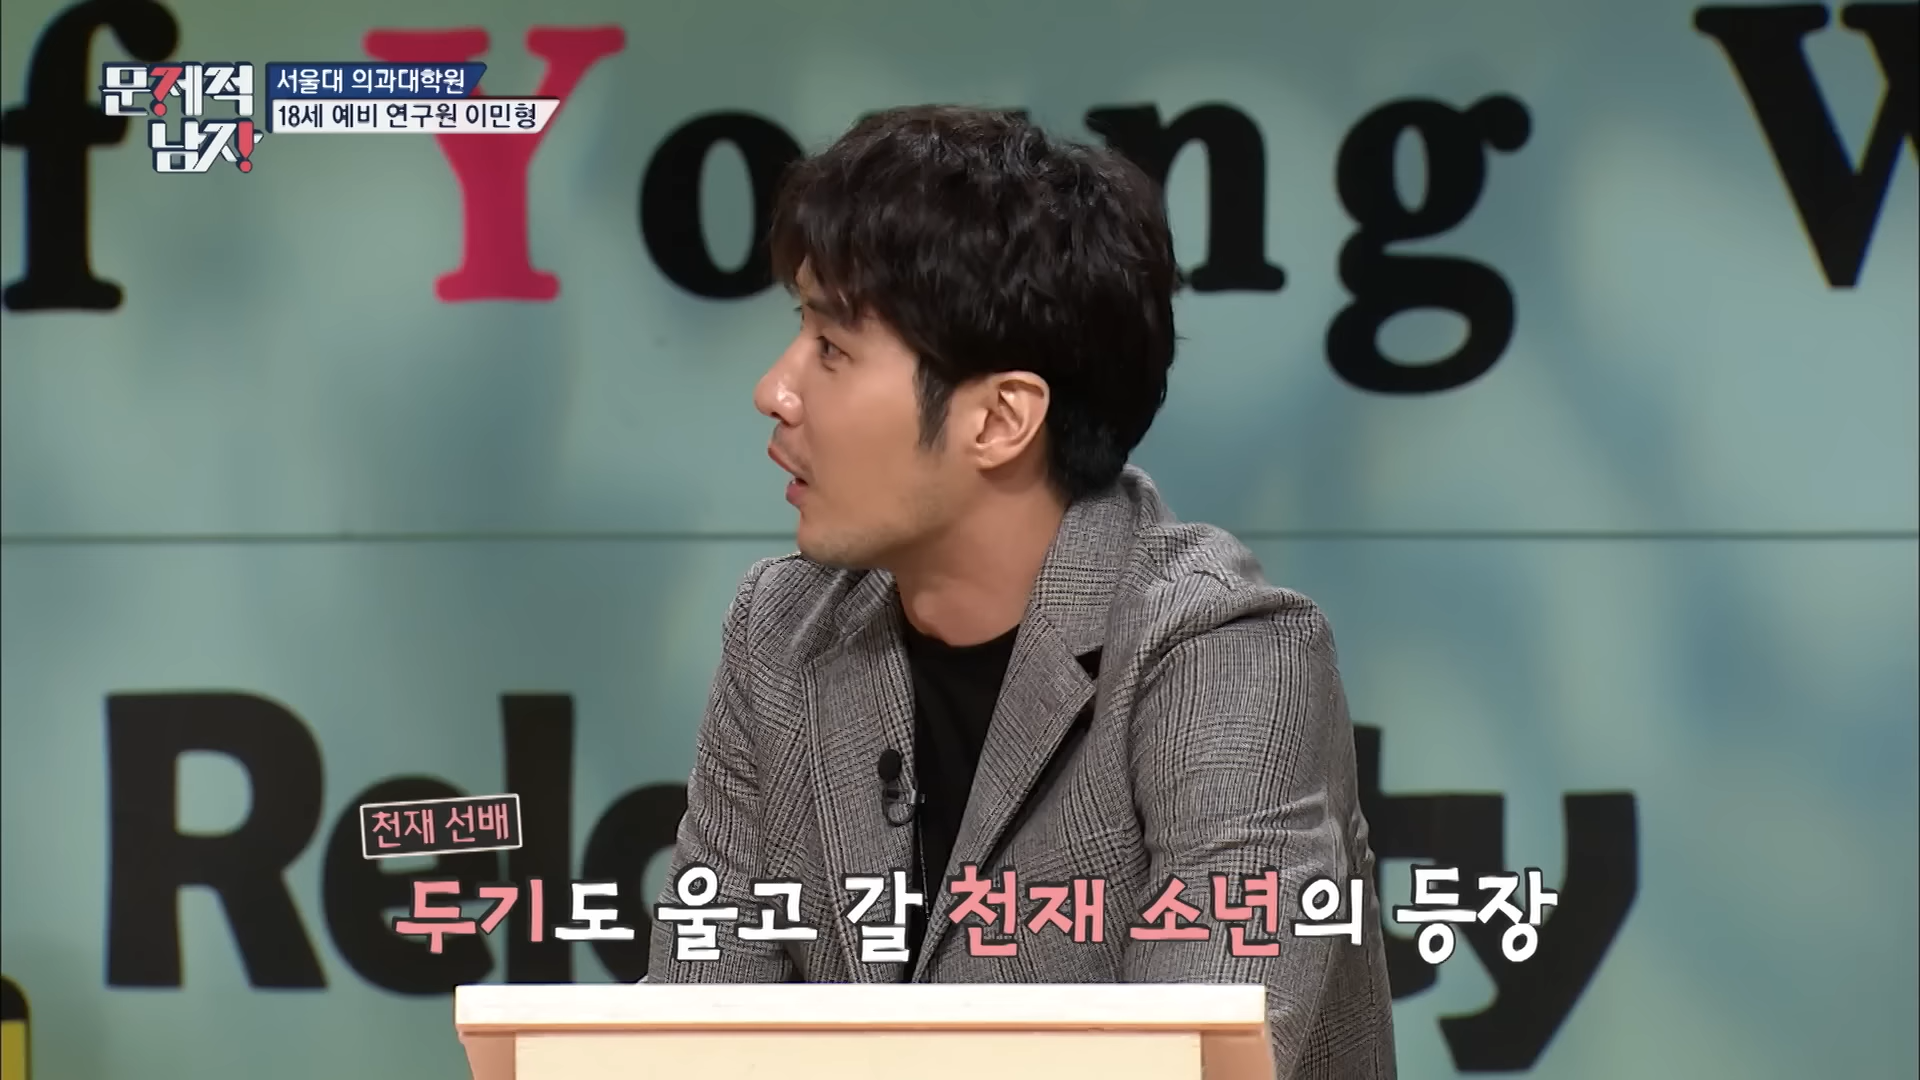 문제적
남자
서울대 의과대학원
18세 예비 연구원 이민형
f Young W
Rel ty
천재 선배
두기도 울고 갈 천재 소년의 등장